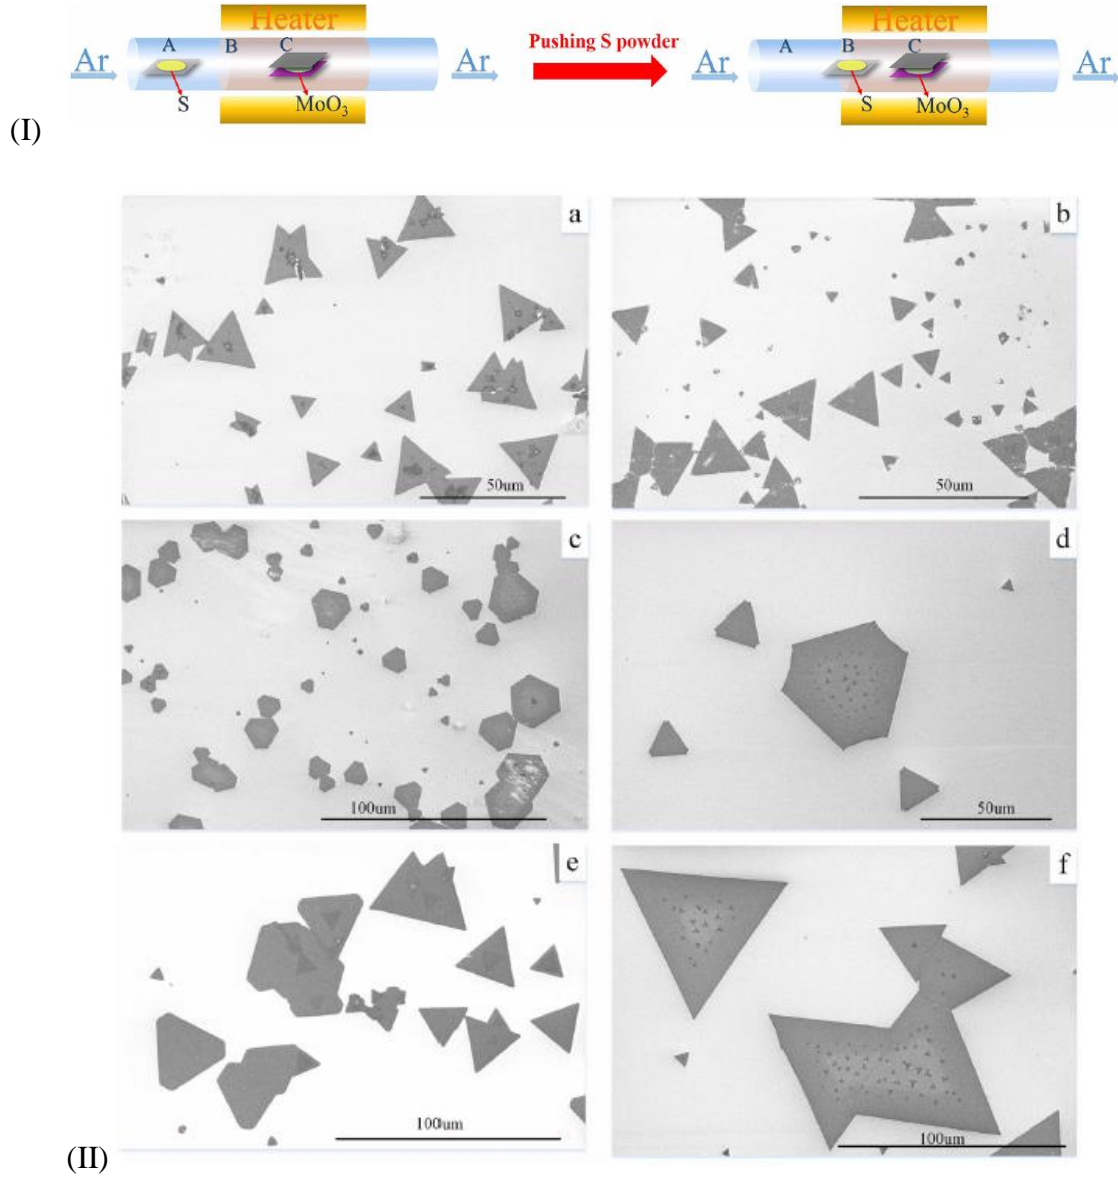 Heater
Heater
A B C
A B C
Ar
Ar
Pushing S powder
Ar
Ar
S
MoO3
S
MoO3
(I)
a
b
50um
50um
c
d
100um
50um
e
f
100um
100um
(II)